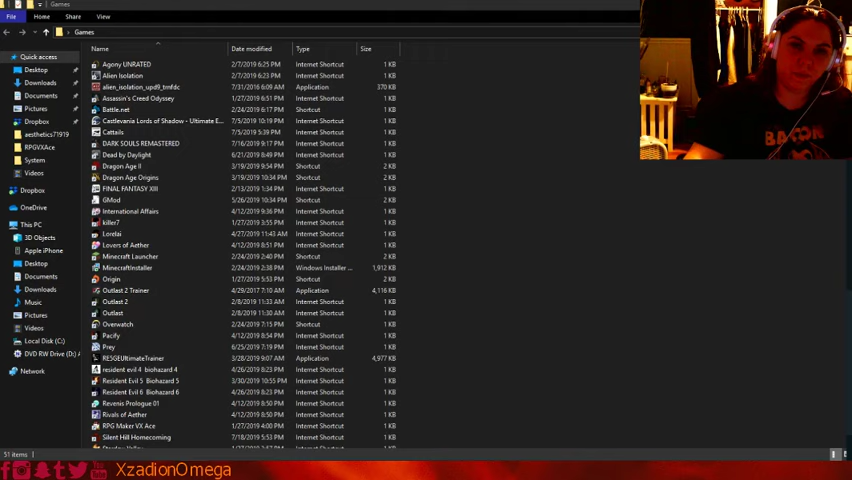 Games
File Home Share View
Games
Name Date modified Type Size
Quick access
Desktop
Downloads
Documents
Pictures
Dropbox
aesthetics71919
RPGVXAce
System
Videos
Dropbox
OneDrive
This PC
3D Objects
Apple iPhone
Desktop
Documents
Downloads
Music
Pictures
Videos
Local Disk (C:)
DVD RW Drive (D:) A
Network
Agony UNRATED 2/7/2019 6:25 PM Internet Shortcut 1 KB
Alien Isolation 2/7/2019 6:23 PM Internet Shortcut 1 KB
alien_isolation_upd9_trnfdc 7/31/2016 6:09 AM Application 370 KB
Assassin's Creed Odyssey 1/27/2019 6:51 PM Internet Shortcut 1 KB
Battle.net 2/24/2019 6:17 PM Shortcut 2 KB
Castlevania Lords of Shadow - Ultimate E... 7/5/2019 10:19 PM Internet Shortcut 1 KB
Cattails 7/5/2019 5:39 PM Internet Shortcut 1 KB
DARK SOULS REMASTERED 7/16/2019 9:17 PM Internet Shortcut 1 KB
Dead by Daylight 6/21/2019 8:49 PM Internet Shortcut 1 KB
Dragon Age II 3/19/2019 9:54 PM Shortcut 2 KB
Dragon Age Origins 3/19/2019 10:34 PM Shortcut 2 KB
FINAL FANTASY XIII 2/13/2019 1:34 PM Internet Shortcut 1 KB
GMod 5/26/2019 10:34 PM Shortcut 2 KB
International Affairs 4/12/2019 9:36 PM Internet Shortcut 1 KB
killer7 1/27/2019 3:55 PM Internet Shortcut 1 KB
Lorelai 4/27/2019 11:43 AM Internet Shortcut 1 KB
Lovers of Aether 4/12/2019 8:51 PM Internet Shortcut 1 KB
Minecraft Launcher 2/24/2019 2:40 PM Shortcut 2 KB
MinecraftInstaller 2/24/2019 2:38 PM Windows Installer ... 1,912 KB
Origin 1/27/2019 5:53 PM Shortcut 2 KB
Outlast 2 Trainer 4/29/2017 7:10 AM Application 4,116 KB
Outlast 2 2/8/2019 11:33 AM Internet Shortcut 1 KB
Outlast 2/8/2019 11:30 AM Internet Shortcut 1 KB
Overwatch 2/24/2019 7:15 PM Shortcut 2 KB
Pacify 4/12/2019 8:54 PM Internet Shortcut 1 KB
Prey 6/25/2019 7:19 PM Internet Shortcut 1 KB
RE5GEUltimateTrainer 3/28/2019 9:07 AM Application 4,977 KB
resident evil 4 biohazard 4 4/26/2019 8:23 PM Internet Shortcut 1 KB
Resident Evil 5 Biohazard 5 3/30/2019 10:55 PM Internet Shortcut 1 KB
Resident Evil 6 Biohazard 6 4/26/2019 8:23 PM Internet Shortcut 1 KB
Revenis Prologue 01 4/12/2019 9:38 PM Internet Shortcut 1 KB
Rivals of Aether 4/12/2019 8:51 PM Internet Shortcut 1 KB
RPG Maker VX Ace 1/27/2019 4:00 PM Internet Shortcut 1 KB
Silent Hill Homecoming 7/18/2019 5:53 PM Internet Shortcut 1 KB
51 items
BACON
XzadionOmega